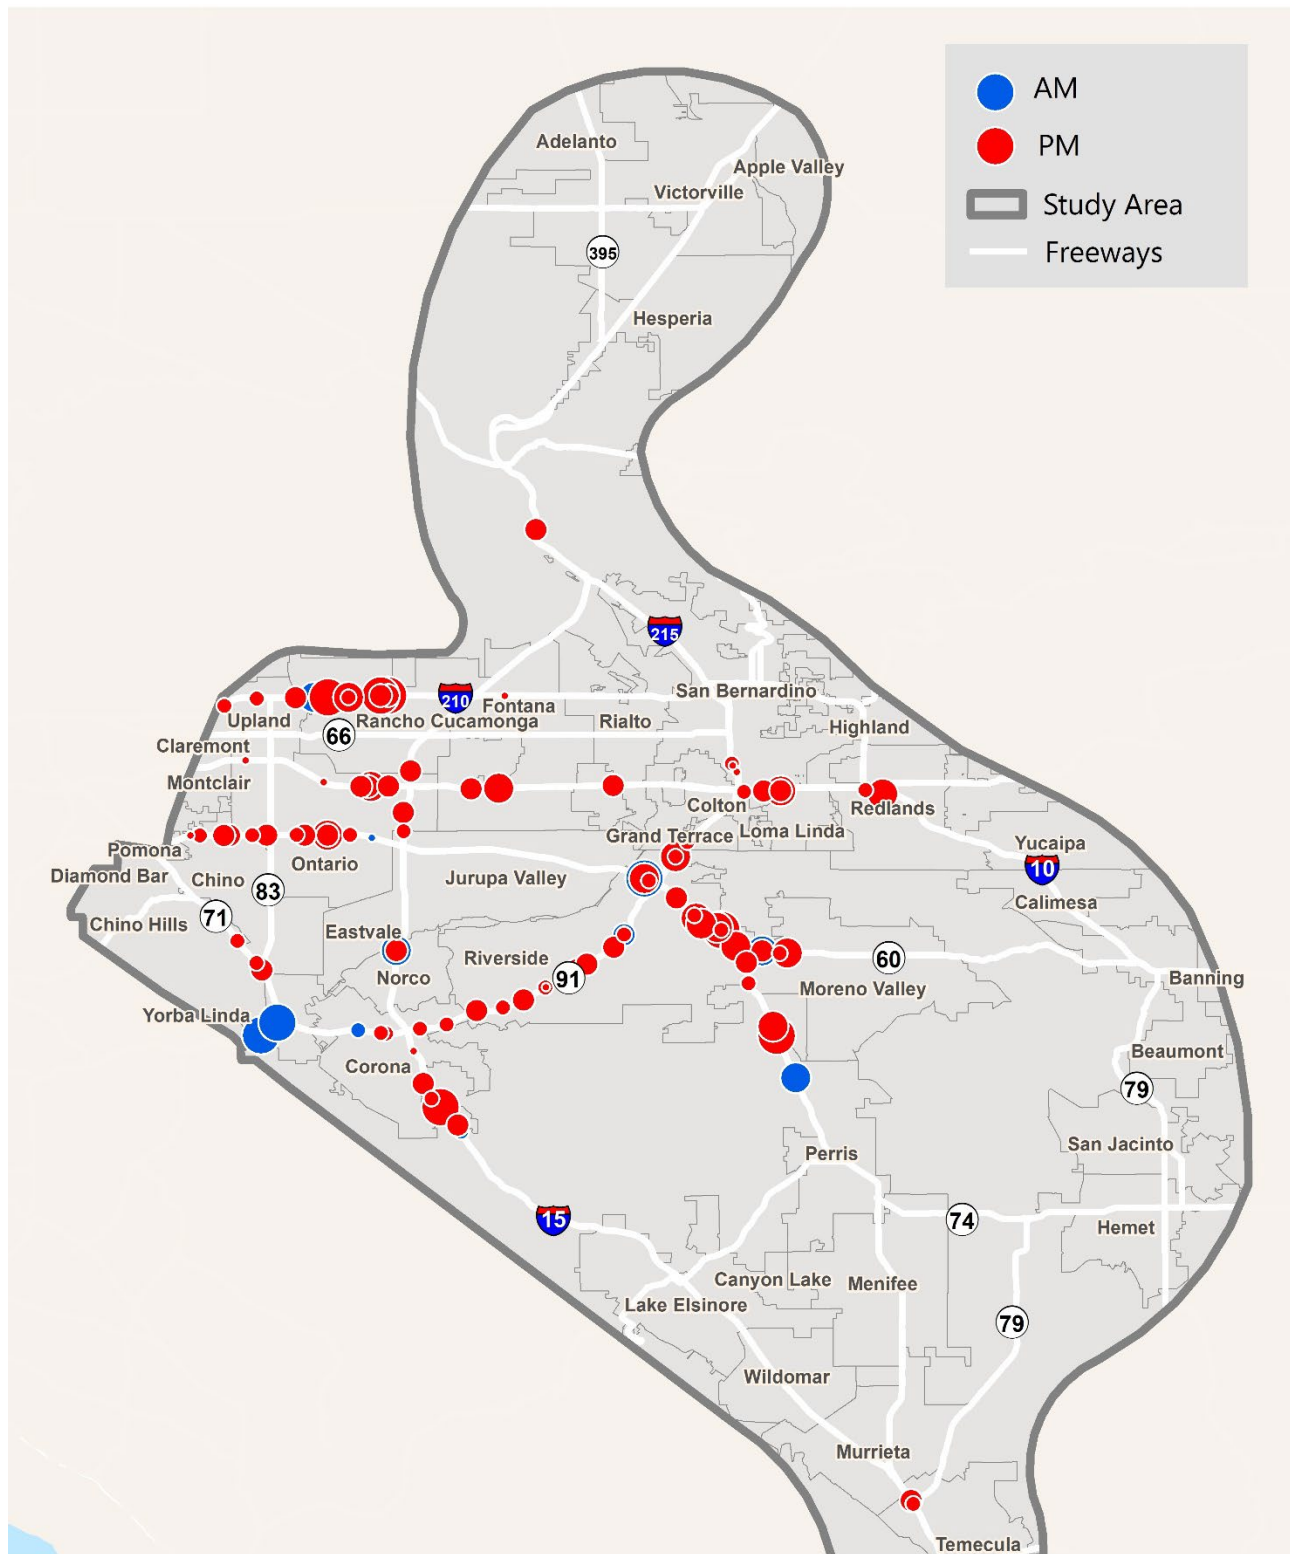 AM
PM
Study Area
Freeways
Adelanto
Apple Valley
Victorville
395
Hesperia
215
San Bernardino
210
Fontana
Upland
Rancho Cucamonga
Rialto
Highland
66
Claremont
Montclair
Colton
Redlands
Grand Terrace
Loma Linda
Pomona
Ontario
Yucaipa
Diamond Bar
Chino
83
Jurupa Valley
10
Calimesa
Chino Hills
71
Eastvale
Riverside
60
Norco
91
Banning
Moreno Valley
Yorba Linda
Beaumont
Corona
79
San Jacinto
Perris
15
74
Hemet
Canyon Lake
Menifee
Lake Elsinore
79
Wildomar
Murrieta
Temecula